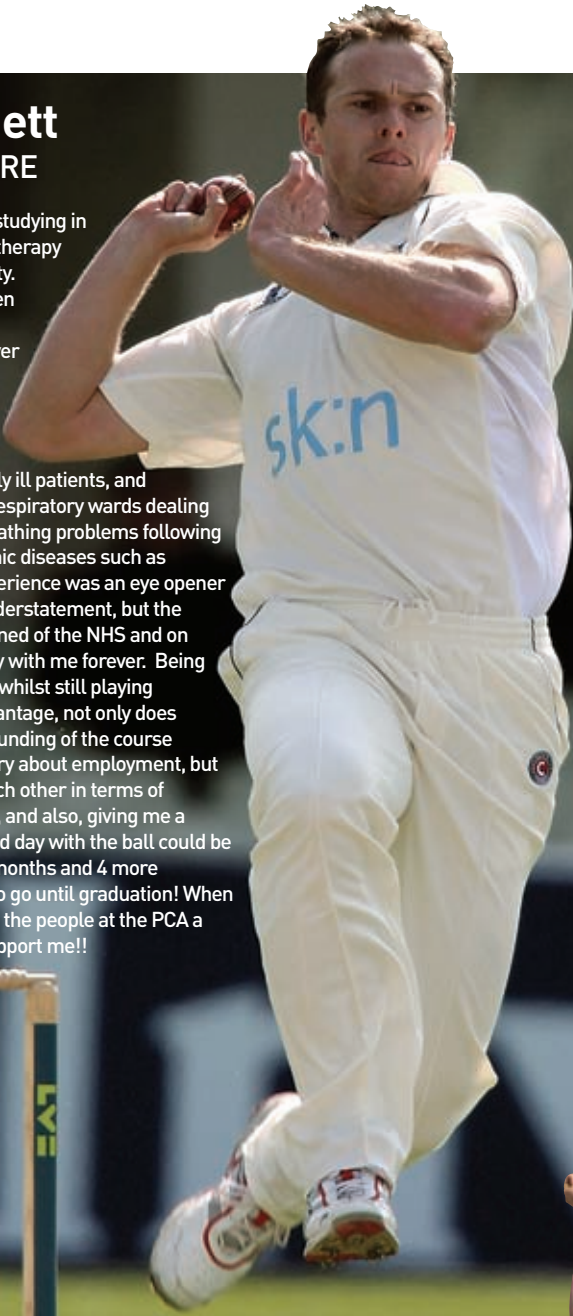 ett
RE
studying in
therapy
ty.
en
er
ly ill patients, and
espiratory wards dealing
athing problems following
ic diseases such as
erience was an eye opener
derstatement, but the
ned of the NHS and on
y with me forever. Being
whilst still playing
antage, not only does
unding of the course
ry about employment, but
ch other in terms of
, and also, giving me a
d day with the ball could be
months and 4 more
o go until graduation! When
the people at the PCA a
pport me!!
sk:n
LV=